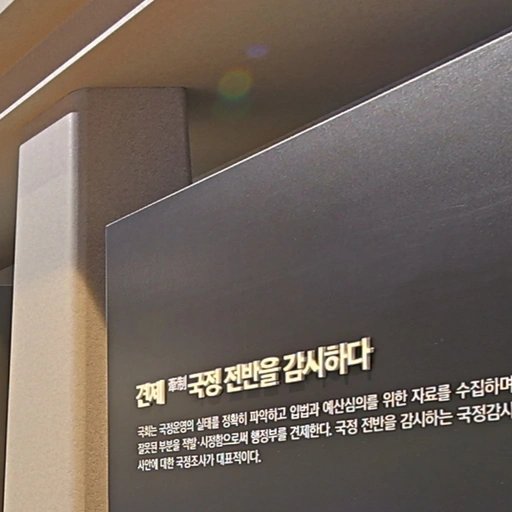 견제 牽制 국정 전반을 감시하다
국회는 국정운영의 실태를 정확히 파악하고 입법과 예산심의를 위한 자료를 수집하며
잘못된 부분을 적발·시정함으로써 행정부를 견제한다. 국정 전반을 감시하는 국정감사
사안에 대한 국정조사가 대표적이다.